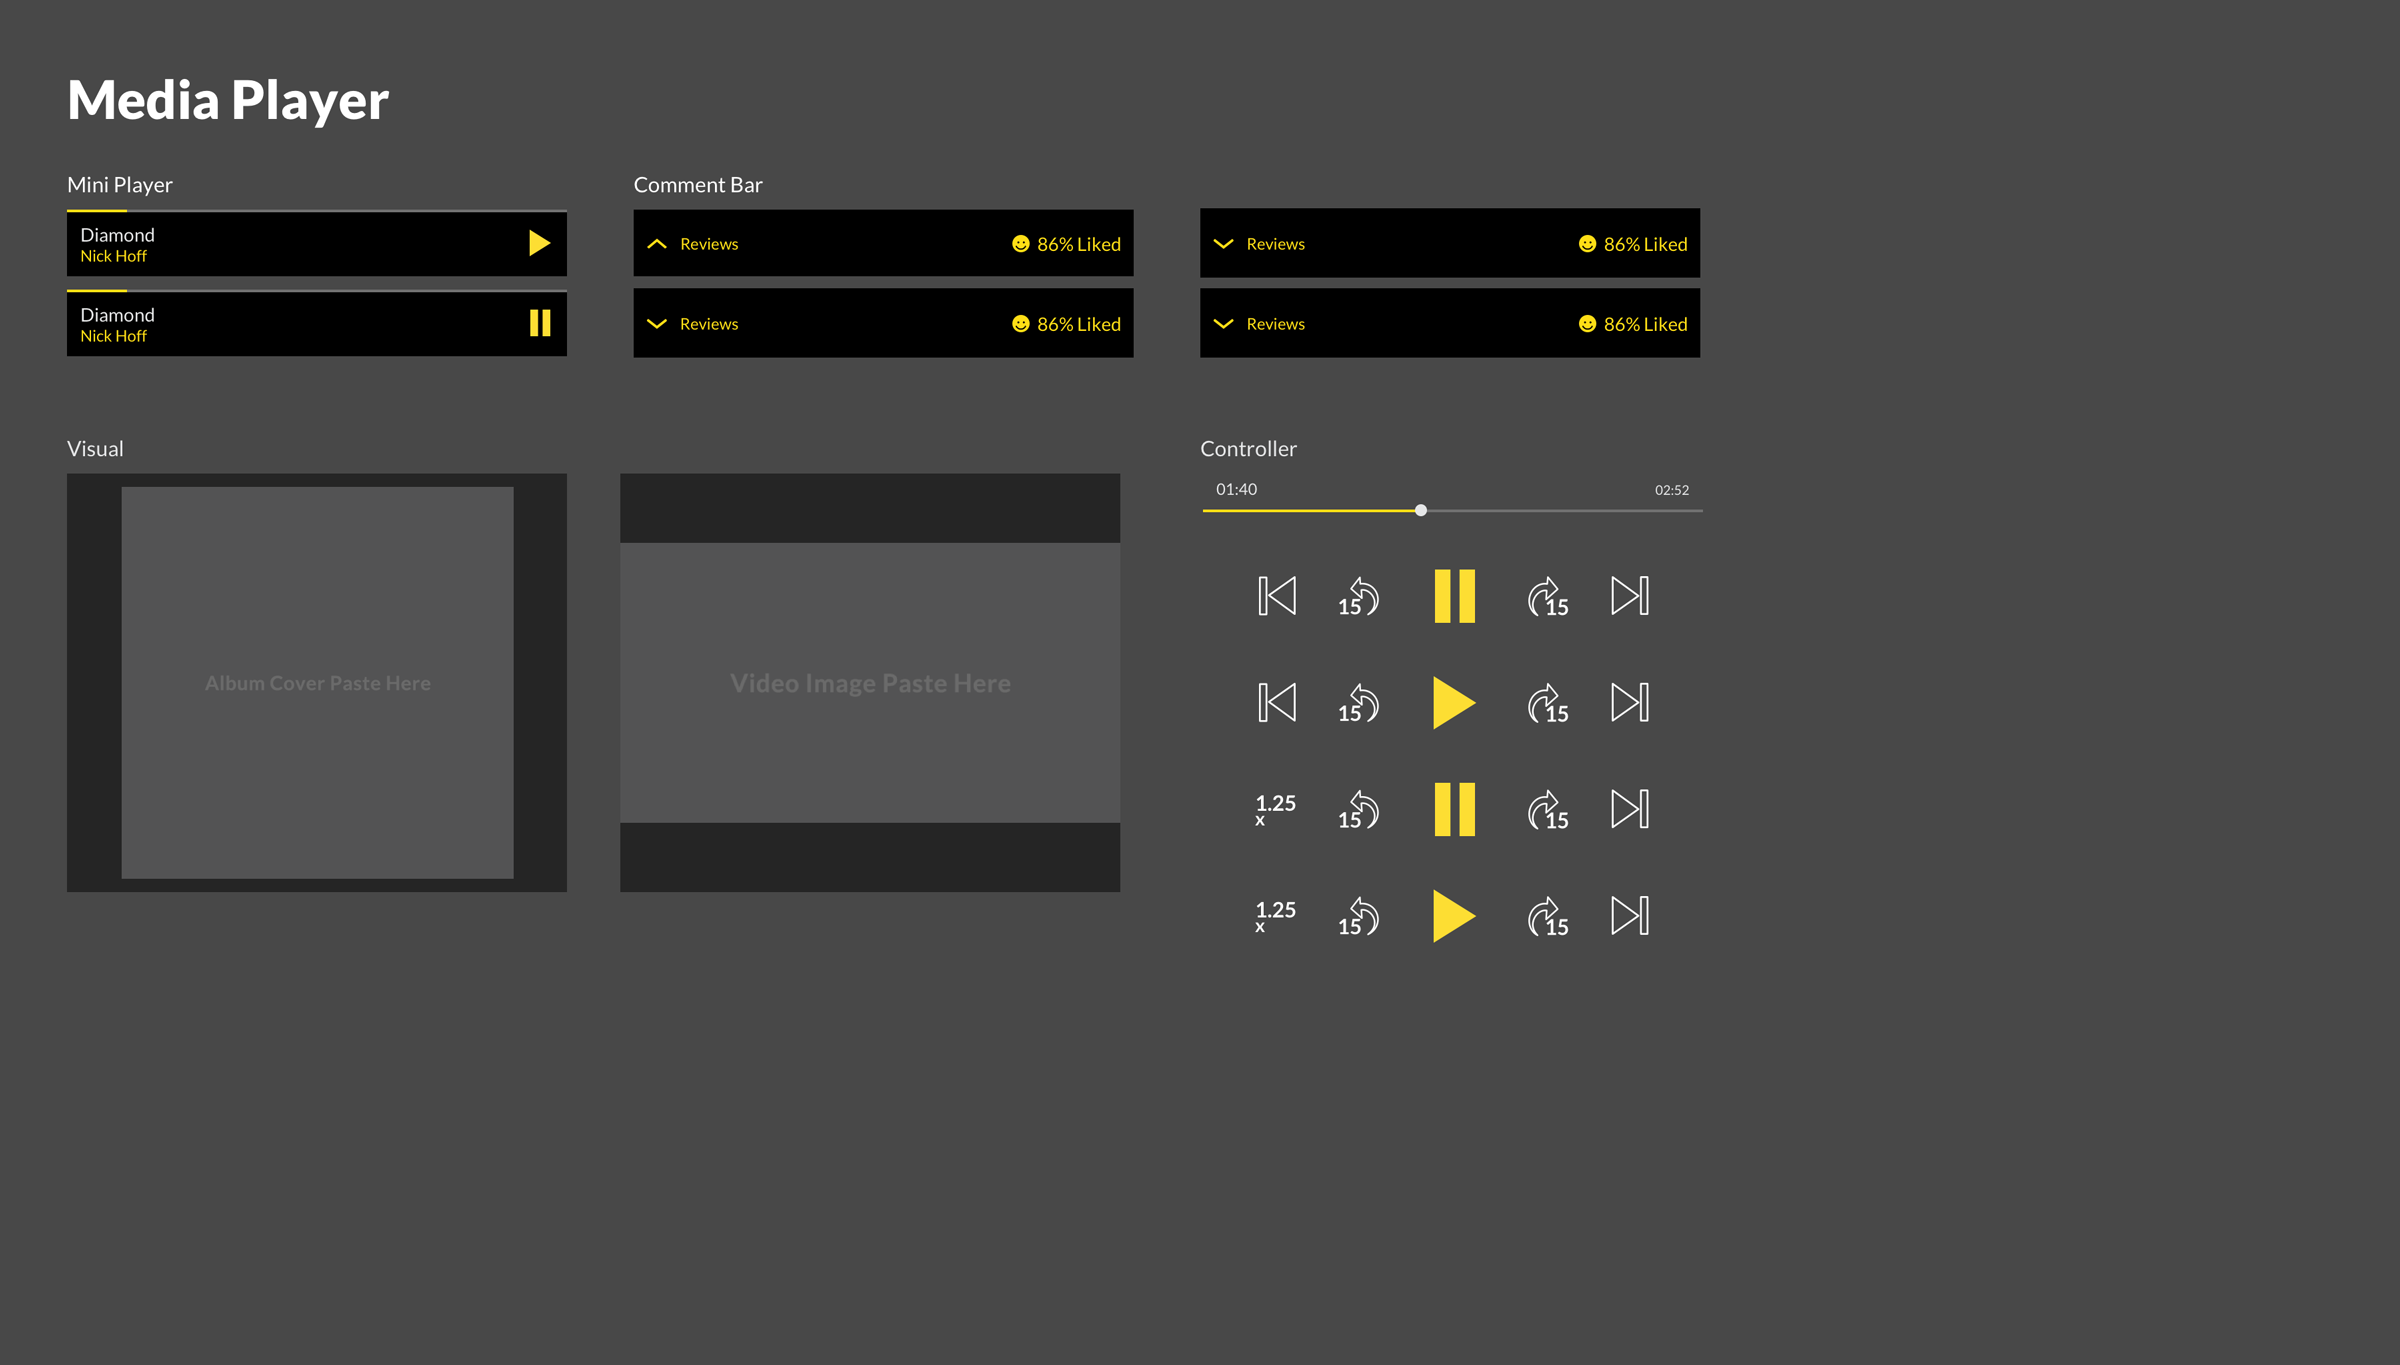 Media Player
Mini Player
Diamond
Nick Hoff
Diamond
Nick Hoff
Comment Bar
Reviews
86% Liked
Reviews
86% Liked
Reviews
86% Liked
Reviews
86% Liked
Visual
Album Cover Paste Here
Video Image Paste Here
Controller
01:40
02:52
15
15
15
15
1.25
x
15
15
1.25
x
15
15